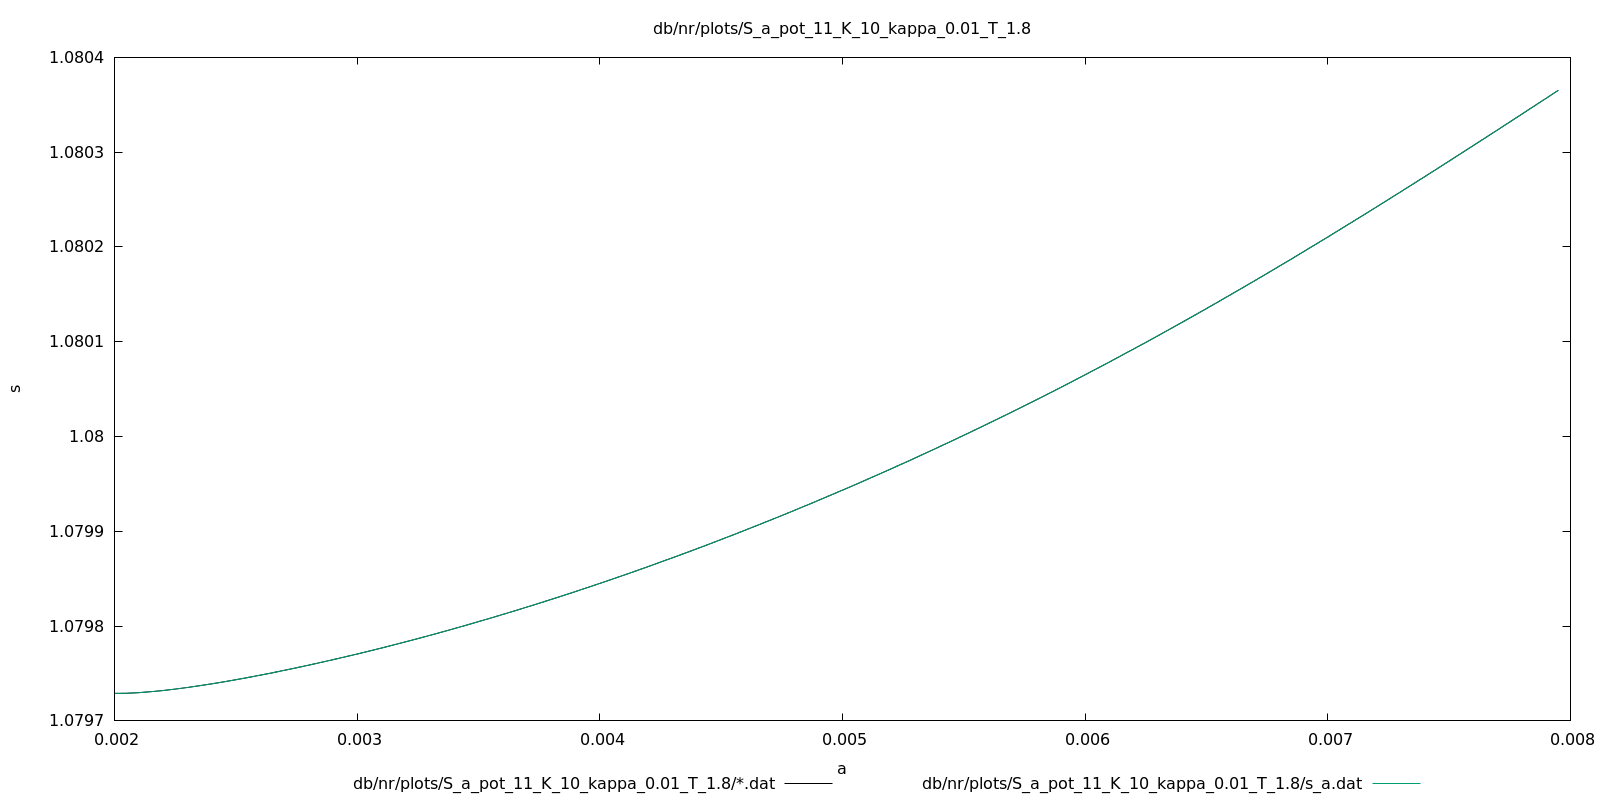 db/nr/plots/S_a_pot_11_K_10_kappa_0.01_T_1.8
1.0804
1.0803
1.0802
1.0801
1.08
1.0799
1.0798
1.0797
s
0.002 0.003 0.004 0.005 0.006 0.007 0.008
a
db/nr/plots/S_a_pot_11_K_10_kappa_0.01_T_1.8/*.dat db/nr/plots/S_a_pot_11_K_10_kappa_0.01_T_1.8/s_a.dat